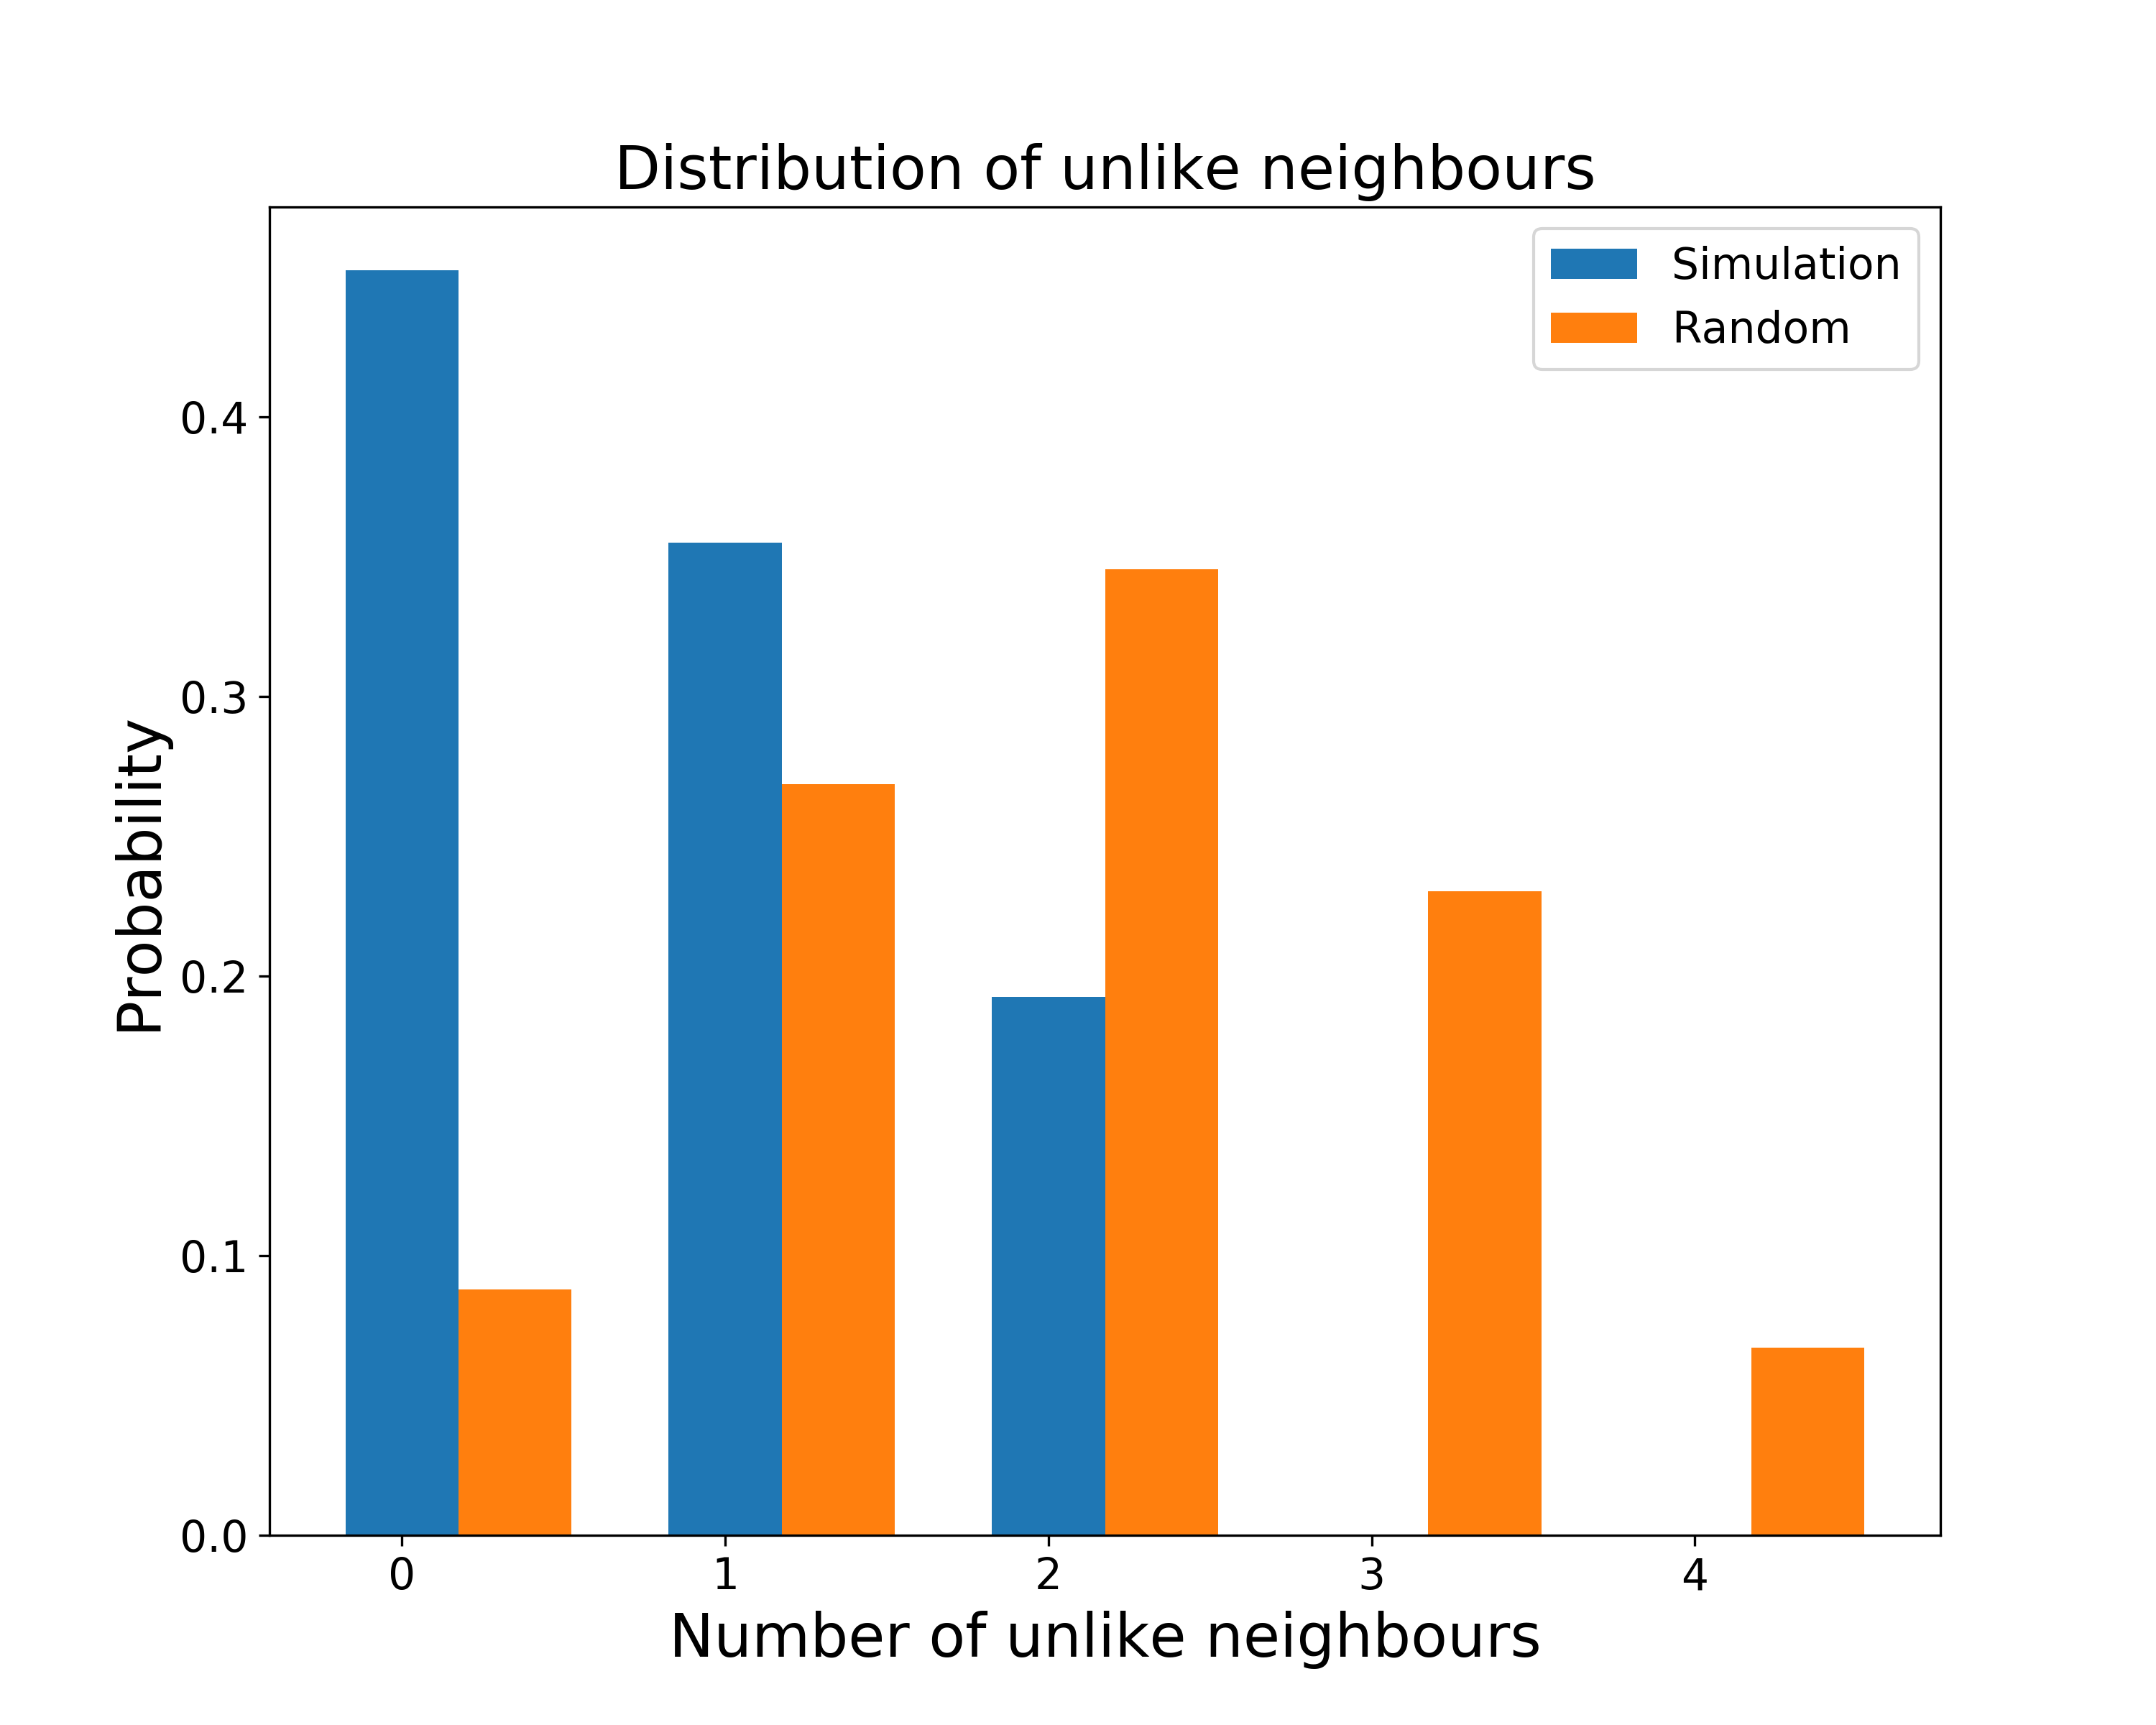 Distribution of unlike neighbours
Simulation
Random
Probability
0.4
0.3
0.2
0.1
0.0
0 1 2 3 4
Number of unlike neighbours